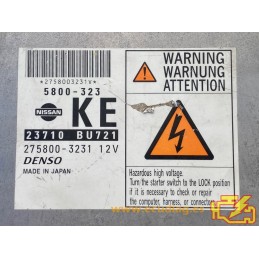 *2758003231V*
5800-323
NISSAN
KE
23710 BU721
275800-3231 12V
DENSO
MADE IN JAPAN
WARNING
WARNUNG
ATTENTION
Hazardous high voltage.
Turn the starter switch to the LOCK position
if it is necessary to check or repair
the computer, harness, or connector.